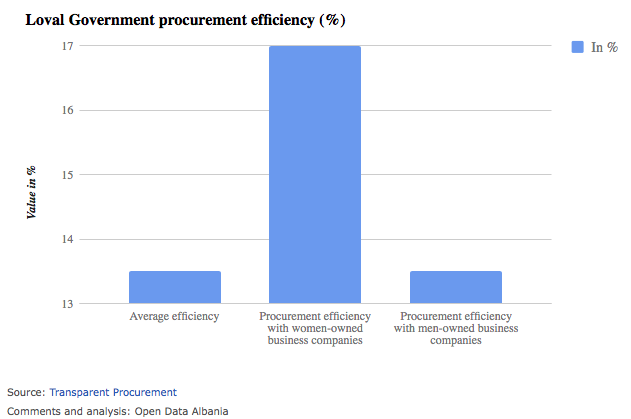 Loval Government procurement efficiency (%)
17
In %
16
15
14
13
Value in %
Average efficiency
Procurement efficiency
with women-owned
business companies
Procurement efficiency
with men-owned business
companies
Source: Transparent Procurement
Comments and analysis: Open Data Albania